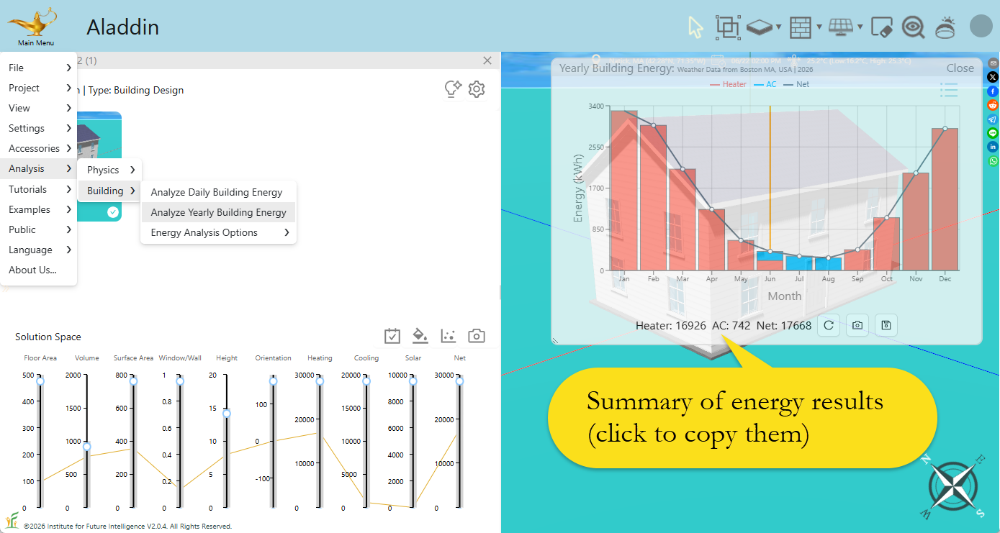 Aladdin
Main Menu
File
Project
View
Settings
Accessories
Analysis
Tutorials
Examples
Public
Language
About Us...
2 (1)
| Type: Building Design
Physics
Building
Analyze Daily Building Energy
Analyze Yearly Building Energy
Energy Analysis Options
Solution Space
Floor Area Volume Surface Area Window/Wall Height Orientation Heating Cooling Solar Net
500 2000 800 1 20 30000 20000 10000 30000
400 1500 600 0.8 15 100 20000 15000 8000 20000
300 1000 400 0.6 10 0 10000 10000 6000 10000
200 500 200 0.4 5 -100 0 5000 4000 0
100 0 0 0.2 0 0 2000
0 0 0
©2026 Institute for Future Intelligence V2.0.4. All Rights Reserved.
Yearly Building Energy: Weather Data from Boston MA, USA | 2026
Close
Heater AC Net
Energy (kWh)
3400
2550
1700
850
0
Jan Feb Mar Apr May Jun Jul Aug Sep Oct Nov Dec
Month
Heater: 16926 AC: 742 Net: 17668
Summary of energy results
(click to copy them)
N
E
W
S